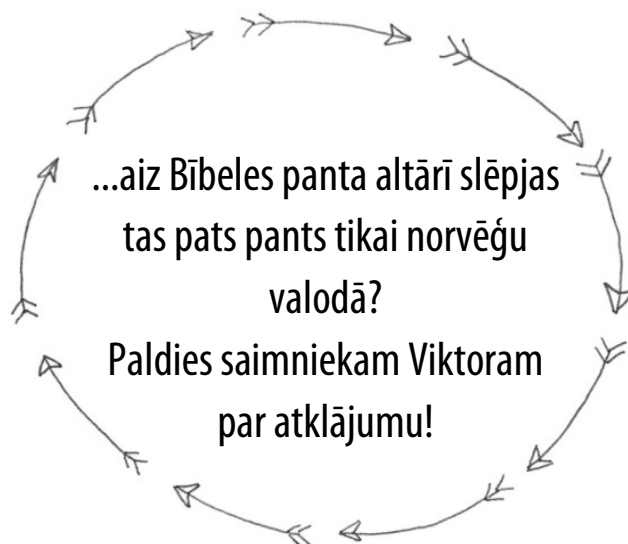 ...aiz Bībeles panta altārī slēpjas
tas pats pants tikai norvēģu
valodā?
Paldies saimniekam Viktoram
par atklājumu!